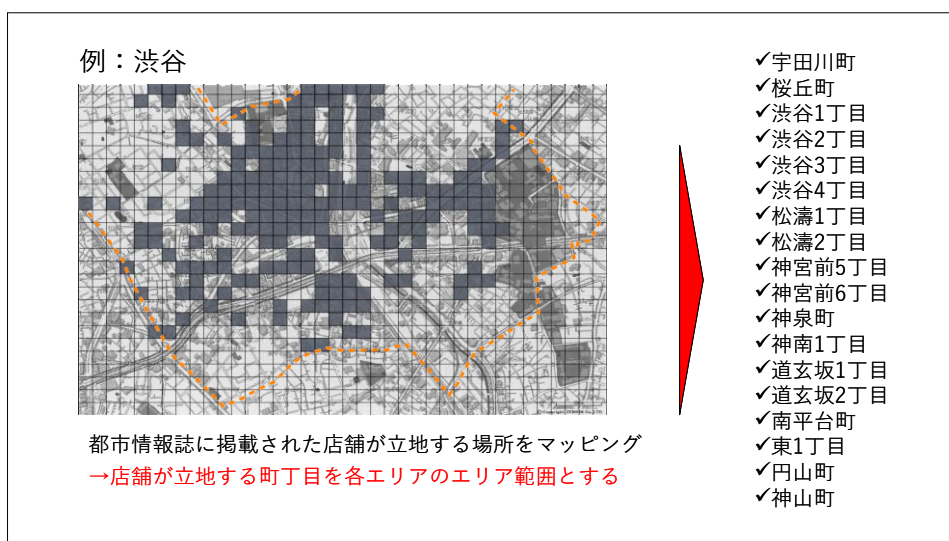 例：渋谷
都市情報誌に掲載された店舗が立地する場所をマッピング
→店舗が立地する町丁目を各エリアのエリア範囲とする
✓宇田川町
✓桜丘町
✓渋谷1丁目
✓渋谷2丁目
✓渋谷3丁目
✓渋谷4丁目
✓松濤1丁目
✓松濤2丁目
✓神宮前5丁目
✓神宮前6丁目
✓神泉町
✓神南1丁目
✓道玄坂1丁目
✓道玄坂2丁目
✓南平台町
✓東1丁目
✓円山町
✓神山町